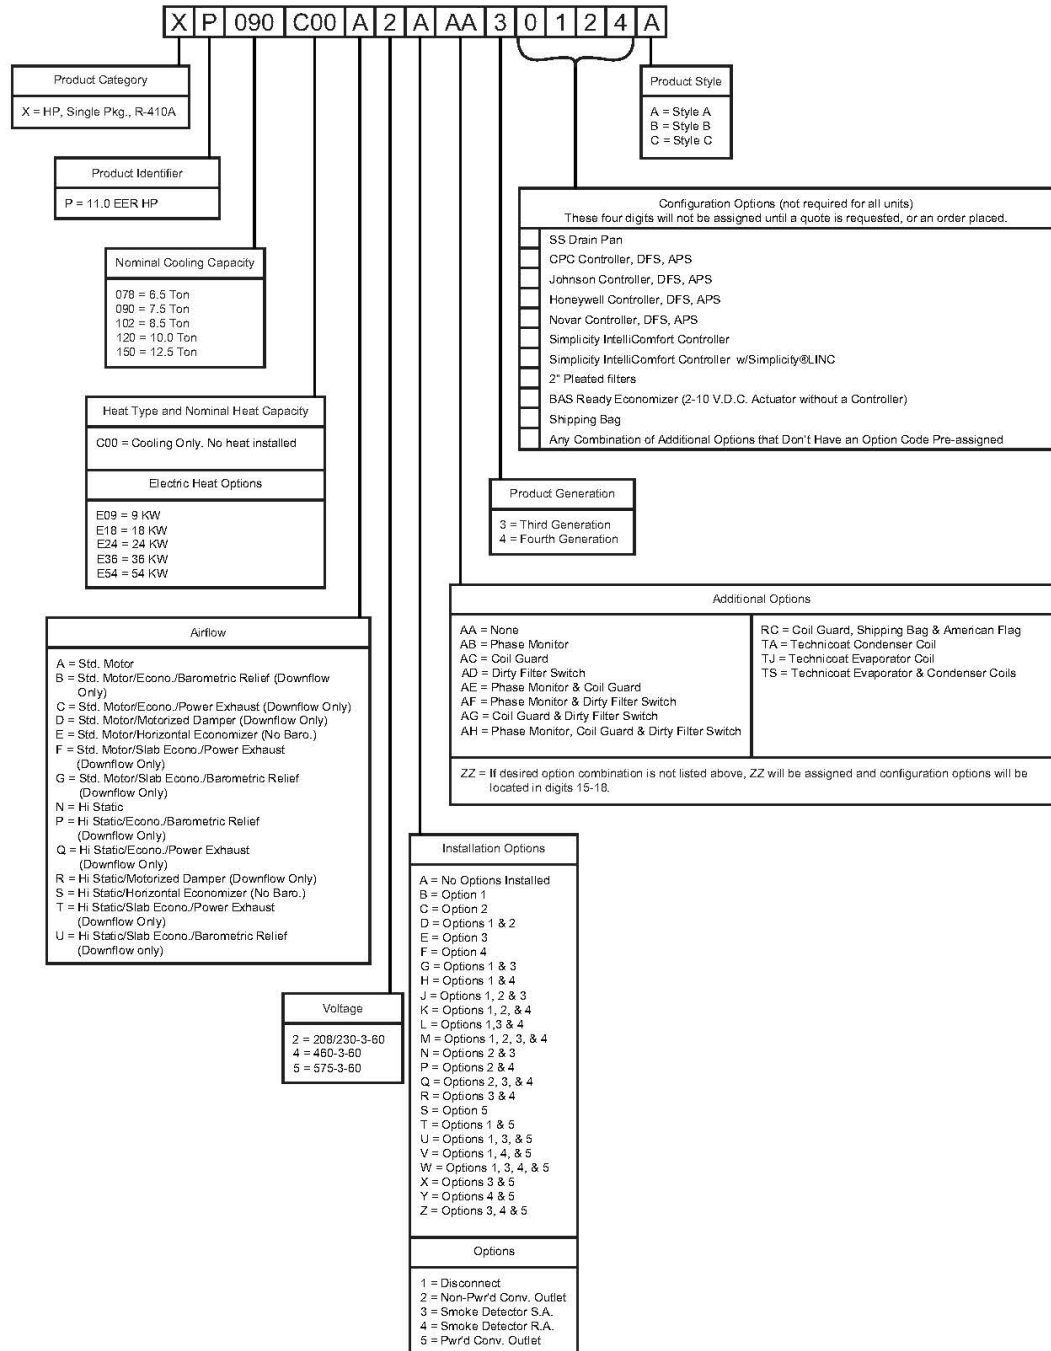 X P 090 C00 A 2 A AA 3 0 1 2 4 A
Product Category
X = HP, Single Pkg., R-410A
Product Style
A = Style A
B = Style B
C = Style C
Product Identifier
P = 11.0 EER HP
Configuration Options (not required for all units)
These four digits will not be assigned until a quote is requested, or an order placed.
SS Drain Pan
CPC Controller, DFS, APS
Johnson Controller, DFS, APS
Honeywell Controller, DFS, APS
Novar Controller, DFS, APS
Simplicity IntelliComfort Controller
Simplicity IntelliComfort Controller w/Simplicity®LINC
2" Pleated filters
BAS Ready Economizer (2-10 V.D.C. Actuator without a Controller)
Shipping Bag
Any Combination of Additional Options that Don't Have an Option Code Pre-assigned
Nominal Cooling Capacity
078 = 6.5 Ton
090 = 7.5 Ton
102 = 8.5 Ton
120 = 10.0 Ton
150 = 12.5 Ton
Heat Type and Nominal Heat Capacity
C00 = Cooling Only. No heat installed
Electric Heat Options
E09 = 9 KW
E18 = 18 KW
E24 = 24 KW
E36 = 36 KW
E54 = 54 KW
Product Generation
3 = Third Generation
4 = Fourth Generation
Additional Options
AA = None
AB = Phase Monitor
AC = Coil Guard
AD = Dirty Filter Switch
AE = Phase Monitor & Coil Guard
AF = Phase Monitor & Dirty Filter Switch
AG = Coil Guard & Dirty Filter Switch
AH = Phase Monitor, Coil Guard & Dirty Filter Switch
RC = Coil Guard, Shipping Bag & American Flag
TA = Technicoat Condenser Coil
TJ = Technicoat Evaporator Coil
TS = Technicoat Evaporator & Condenser Coils
ZZ = If desired option combination is not listed above, ZZ will be assigned and configuration options will be
located in digits 15-18.
Airflow
A = Std. Motor
B = Std. Motor/Econo./Barometric Relief (Downflow
Only)
C = Std. Motor/Econo./Power Exhaust (Downflow Only)
D = Std. Motor/Motorized Damper (Downflow Only)
E = Std. Motor/Horizontal Economizer (No Baro.)
F = Std. Motor/Slab Econo./Power Exhaust
(Downflow Only)
G = Std. Motor/Slab Econo./Barometric Relief
(Downflow Only)
N = Hi Static
P = Hi Static/Econo./Barometric Relief
(Downflow Only)
Q = Hi Static/Econo./Power Exhaust
(Downflow Only)
R = Hi Static/Motorized Damper (Downflow Only)
S = Hi Static/Horizontal Economizer (No Baro.)
T = Hi Static/Slab Econo./Power Exhaust
(Downflow Only)
U = Hi Static/Slab Econo./Barometric Relief
(Downflow only)
Voltage
2 = 208/230-3-60
4 = 460-3-60
5 = 575-3-60
Installation Options
A = No Options Installed
B = Option 1
C = Option 2
D = Options 1 & 2
E = Option 3
F = Option 4
G = Options 1 & 3
H = Options 1 & 4
J = Options 1, 2 & 3
K = Options 1, 2, & 4
L = Options 1,3 & 4
M = Options 1, 2, 3, & 4
N = Options 2 & 3
P = Options 2 & 4
Q = Options 2, 3, & 4
R = Options 3 & 4
S = Option 5
T = Options 1 & 5
U = Options 1, 3, & 5
V = Options 1, 4, & 5
W = Options 1, 3, 4, & 5
X = Options 3 & 5
Y = Options 4 & 5
Z = Options 3, 4 & 5
Options
1 = Disconnect
2 = Non-Pwr'd Conv. Outlet
3 = Smoke Detector S.A.
4 = Smoke Detector R.A.
5 = Pwr'd Conv. Outlet